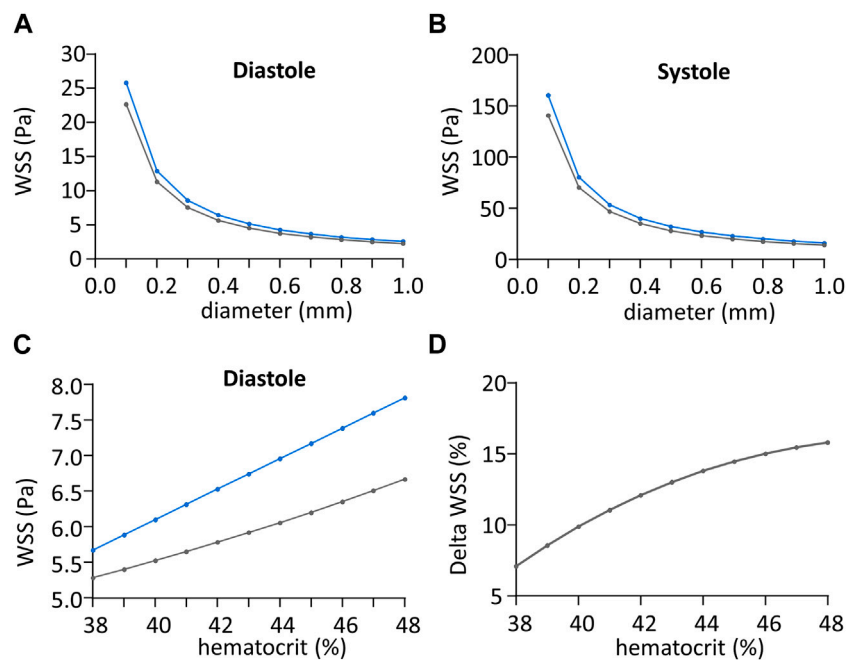 A
Diastole
WSS (Pa)
30
25
20
15
10
5
0
0.0 0.2 0.4 0.6 0.8 1.0
diameter (mm)
B
Systole
WSS (Pa)
200
150
100
50
0
0.0 0.2 0.4 0.6 0.8 1.0
diameter (mm)
C
Diastole
WSS (Pa)
8.0
7.5
7.0
6.5
6.0
5.5
5.0
38 40 42 44 46 48
hematocrit (%)
D
Delta WSS (%)
20
15
10
5
38 40 42 44 46 48
hematocrit (%)